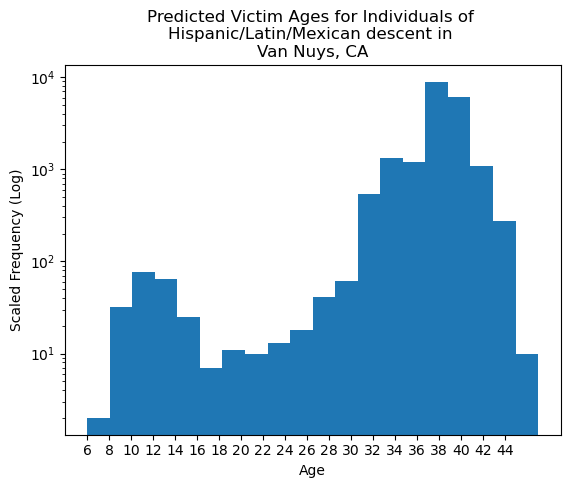 Predicted Victim Ages for Individuals of
Hispanic/Latin/Mexican descent in
Van Nuys, CA
Scaled Frequency (Log)
10⁴
10³
10²
10¹
6 8 10 12 14 16 18 20 22 24 26 28 30 32 34 36 38 40 42 44
Age